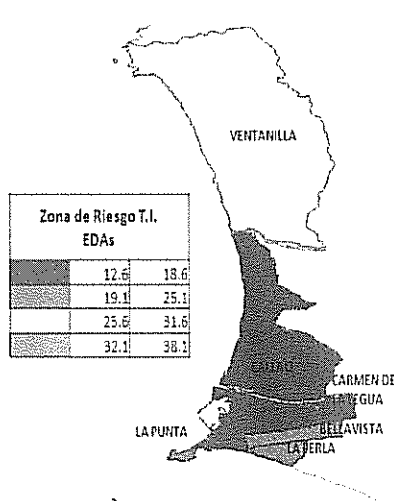 VENTANILLA
Zona de Riesgo T.I.
EDAs
12.6 18.6
19.1 25.1
25.6 31.6
32.1 38.1
CALLAO
CARMEN DE
LA LEGUA
BELLAVISTA
LA PUNTA
LA PERLA